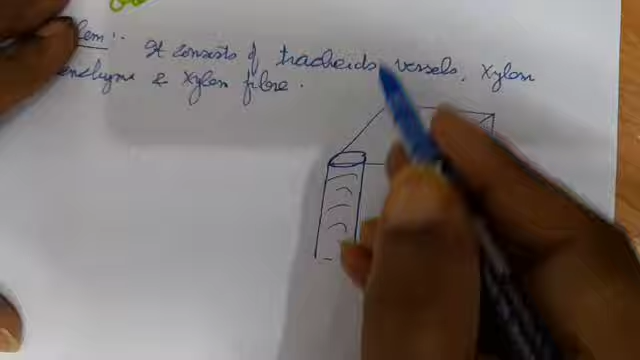 lem :- It consists of tracheids vessels, Xylem
enchyma & Xylem fibre.